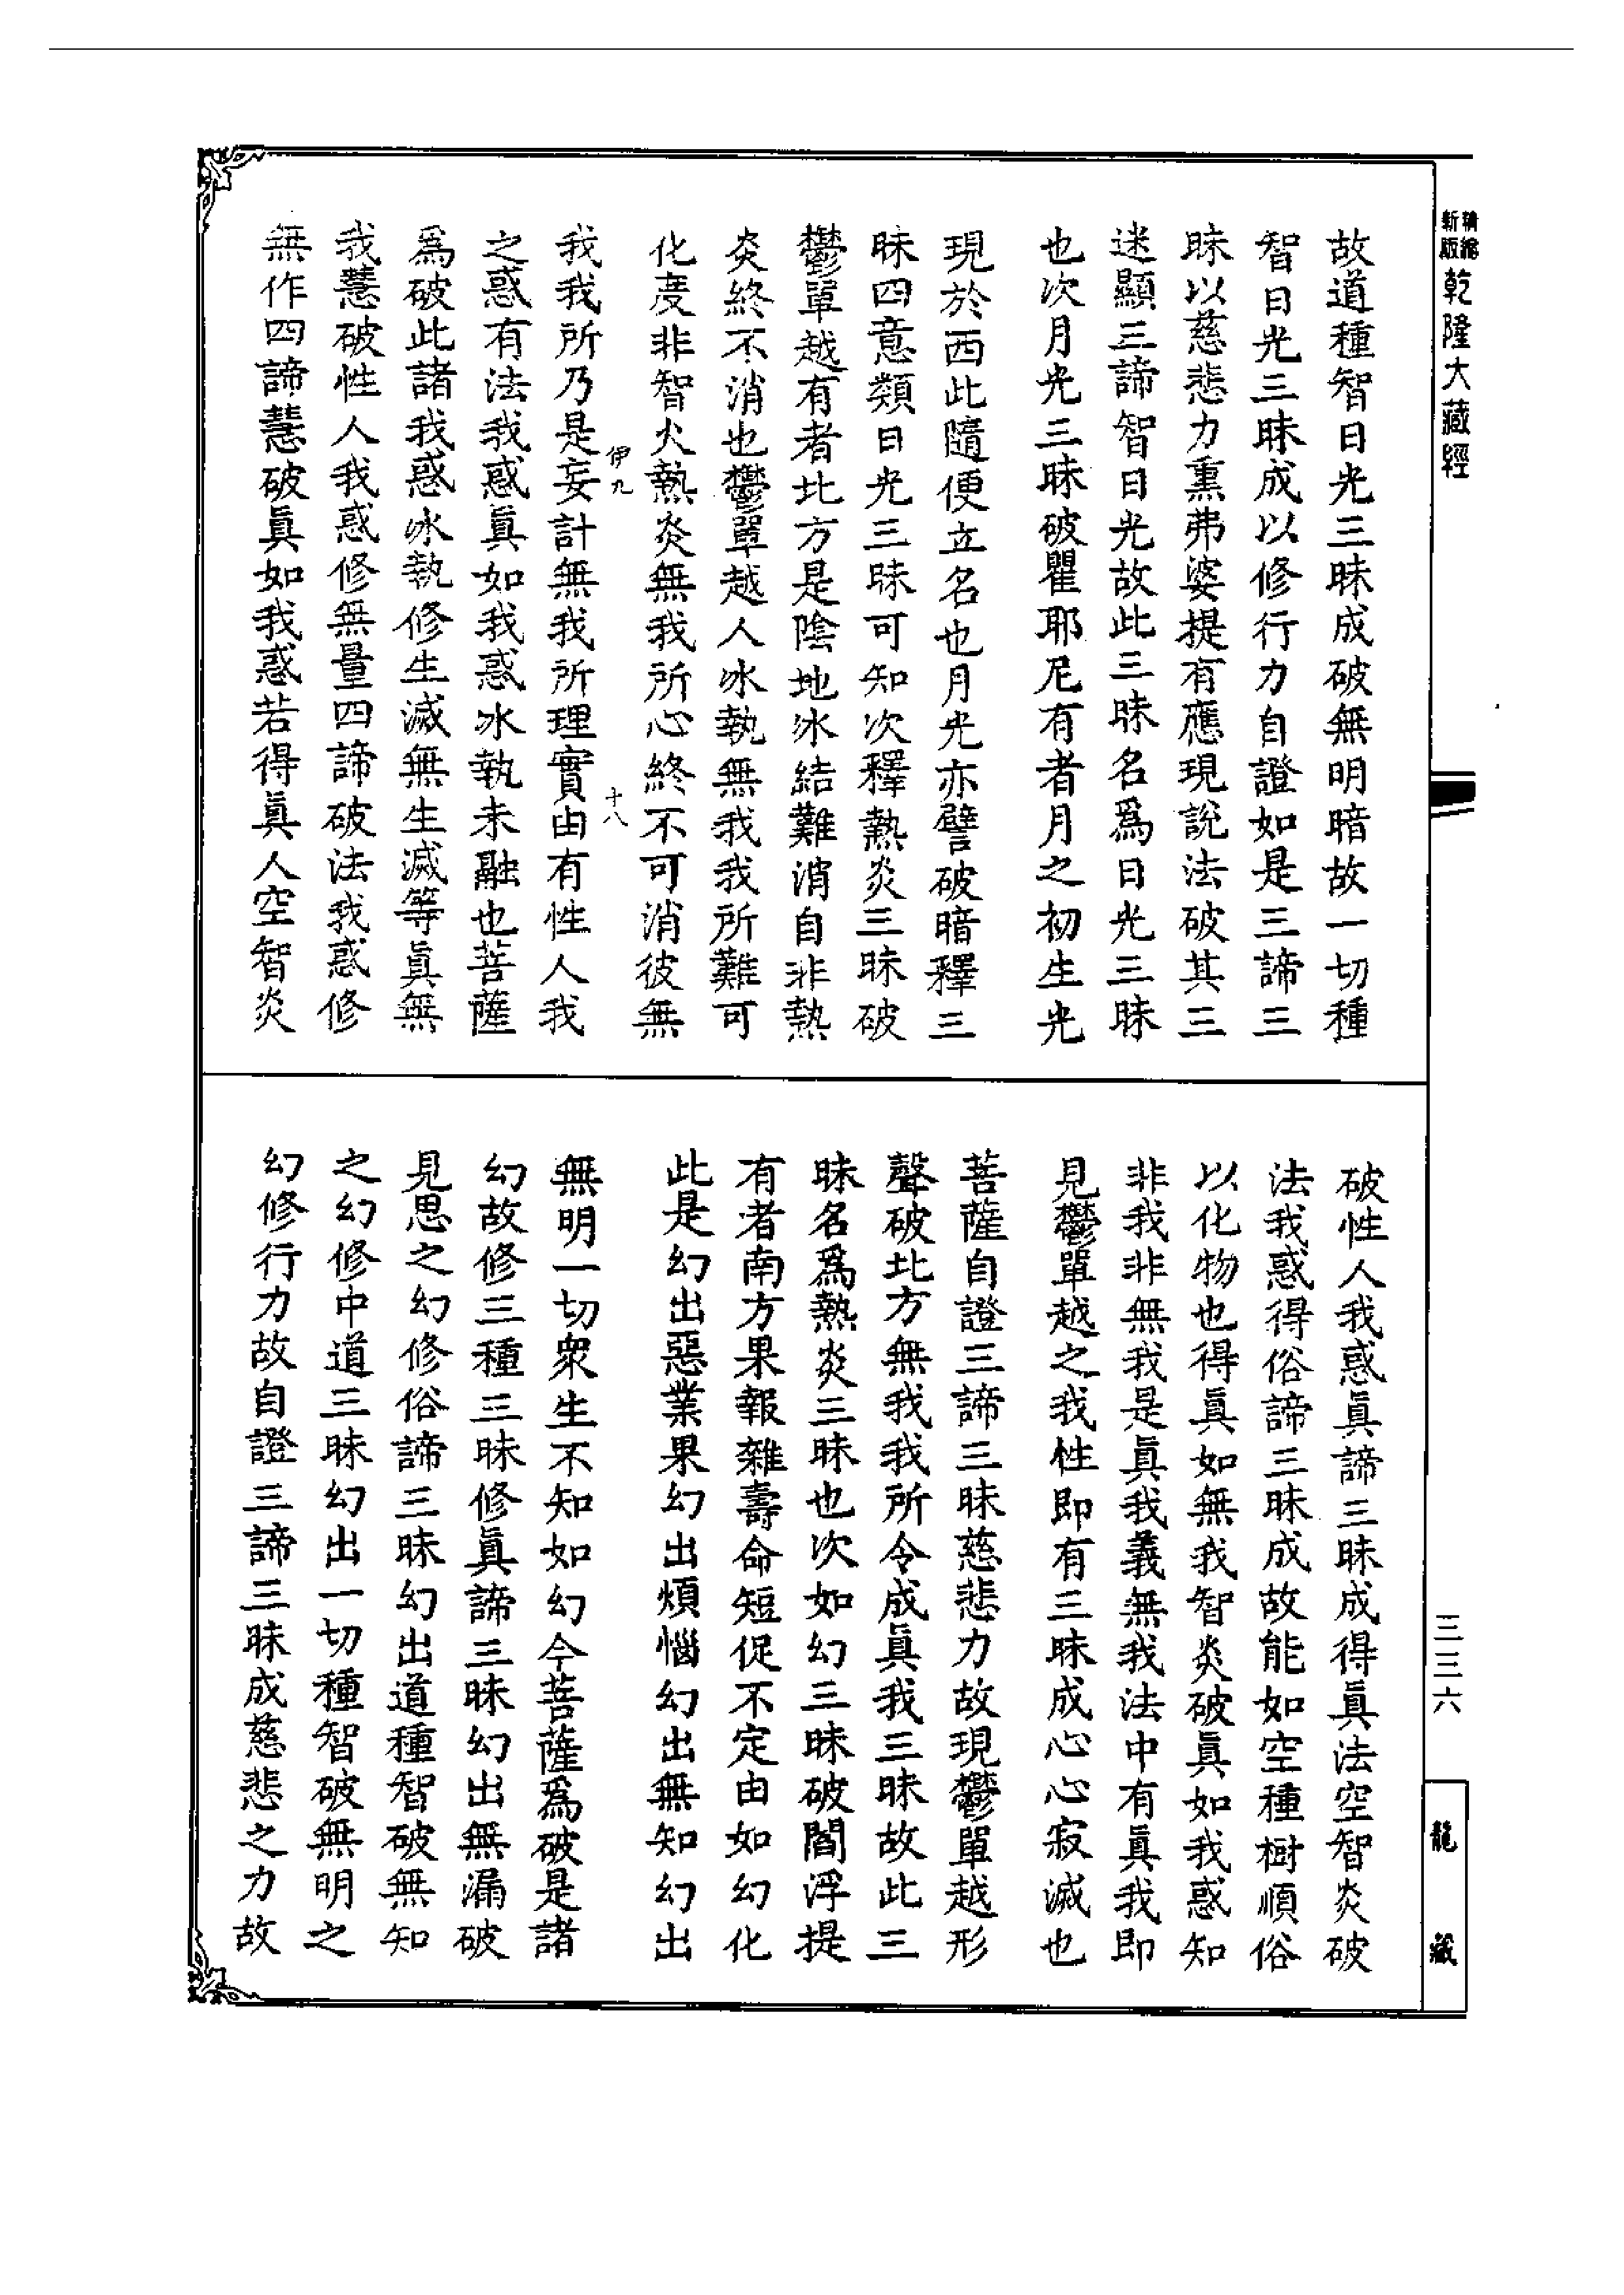 新版精縮乾隆大藏經
故道種智日光三昧成破無明暗故一切種
智日光三昧成以修行力自證如是三諦三
昧以慈悲力熏弗婆提有應現說法破其三
迷顯三諦智日光故此三昧名爲日光三昧
也次月光三昧破瞿耶尼有者月之初生光
現於西此隨便立名也月光亦譬破暗釋三
昧四意類日光三昧可知次釋熱炎三昧破
鬱單越有者北方是陰地冰結難消自非熱
炎終不消也鬱單越人冰執無我我所難可
化度非智火熱炎無我所心終不可消彼無
伊九 十八
我我所乃是妄計無我所理實由有性人我
之惑有法我惑眞如我惑冰執未融也菩薩
爲破此諸我惑冰執修生滅無生滅等眞無
我慧破性人我惑修無量四諦破法我惑修
無作四諦慧破眞如我惑若得眞人空智炎
破性人我惑眞諦三昧成得眞法空智炎破
法我惑得俗諦三昧成故能如空種樹順俗
以化物也得眞如無我智炎破眞如我惑知
非我非無我是眞我義無我法中有眞我即
見鬱單越之我性即有三昧成心心寂滅也
菩薩自證三諦三昧慈悲力故現鬱單越形
聲破北方無我我所令成眞我三昧故此三
昧名爲熱炎三昧也次如幻三昧破閻浮提
有者南方果報雜壽命短促不定由如幻化
此是幻出惡業果幻出煩惱幻出無知幻出
無明一切衆生不知如幻今菩薩爲破是諸
幻故修三種三昧修眞諦三昧幻出無漏破
見思之幻修俗諦三昧幻出道種智破無知
之幻修中道三昧幻出一切種智破無明之
幻修行力故自證三諦三昧成慈悲之力故
三三六
龍藏